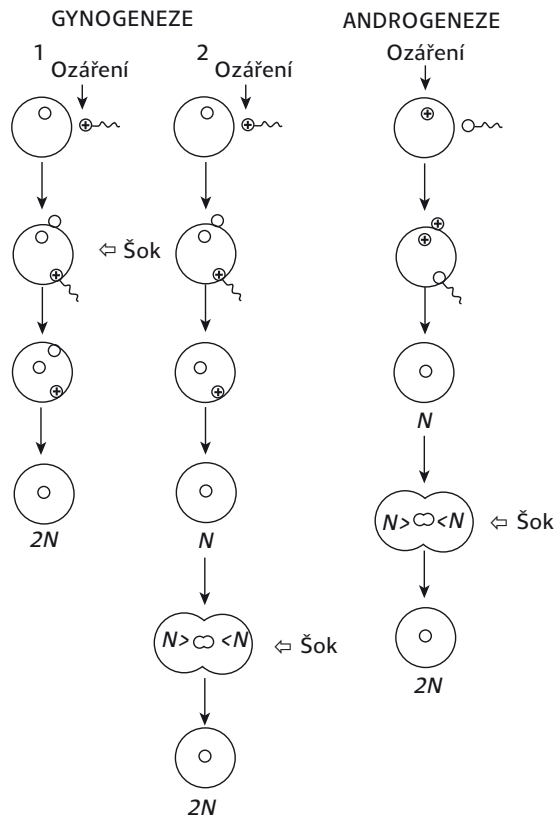 GYNOGENEZE
ANDROGENEZE
1
Ozáření
2
Ozáření
Ozáření
⇦ Šok
N
2N
N
N> <N
⇦ Šok
N> <N
⇦ Šok
2N
2N